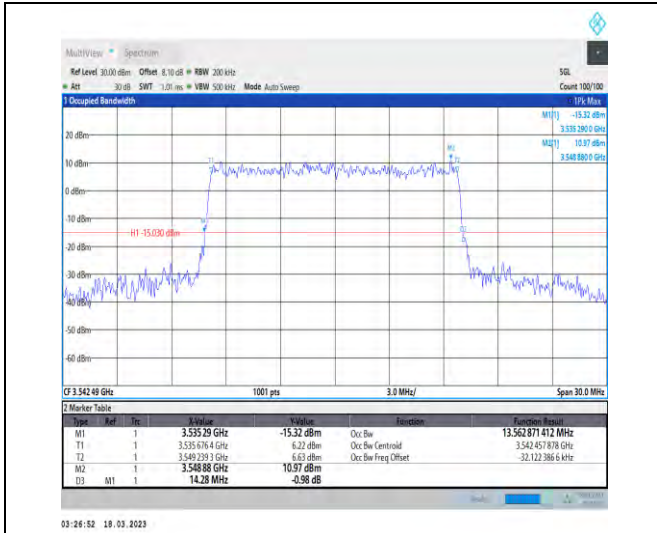 MultiView Spectrum
Ref Level 30.00 dBm Offset 8.10 dB RBW 200 kHz SGL
Att 30 dB SWT 1.01 ms VBW 500 kHz Mode Auto Sweep Count 100/100
1 Occupied Bandwidth 1Pk Max
M1[1] -15.32 dBm
3.535 290 0 GHz
M2[1] 10.97 dBm
3.548 880 0 GHz
20 dBm
M2
T1 T2
10 dBm
0 dBm
-10 dBm
M1
H1 -15.030 dBm
-20 dBm
-30 dBm
-40 dBm
-50 dBm
-60 dBm
CF 3.542 49 GHz 1001 pts 3.0 MHz/ Span 30.0 MHz
2 Marker Table
Type Ref Trc X-Value Y-Value Function Function Result
M1 1 3.535 29 GHz -15.32 dBm Occ Bw 13.562 871 412 MHz
T1 1 3.535 676 4 GHz 6.22 dBm Occ Bw Centroid 3.542 457 878 GHz
T2 1 3.549 239 3 GHz 6.63 dBm Occ Bw Freq Offset -32.122 386 6 kHz
M2 1 3.548 88 GHz 10.97 dBm
D3 M1 1 14.28 MHz -0.98 dB
03:26:52 18.03.2023